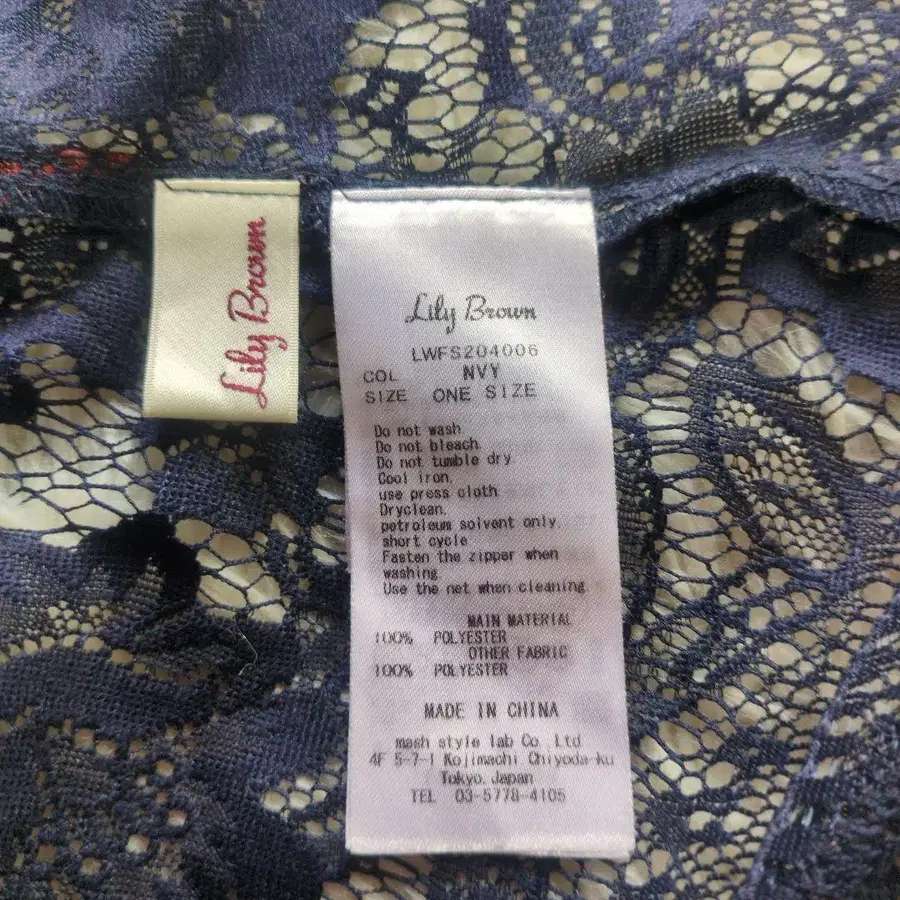 Lily Brown
Lily Brown
LWFS204006
COL NVY
SIZE ONE SIZE
Do not wash
Do not bleach.
Do not tumble dry.
Cool iron.
use press cloth
Dryclean.
petroleum solvent only.
short cycle
Fasten the zipper when
washing.
Use the net when cleaning.
MAIN MATERIAL
100% POLYESTER
OTHER FABRIC
100% POLYESTER
MADE IN CHINA
mash style lab Co. Ltd
4F 5-7-1 Kojimachi Chiyoda-ku
Tokyo. Japan
TEL 03-5778-4105